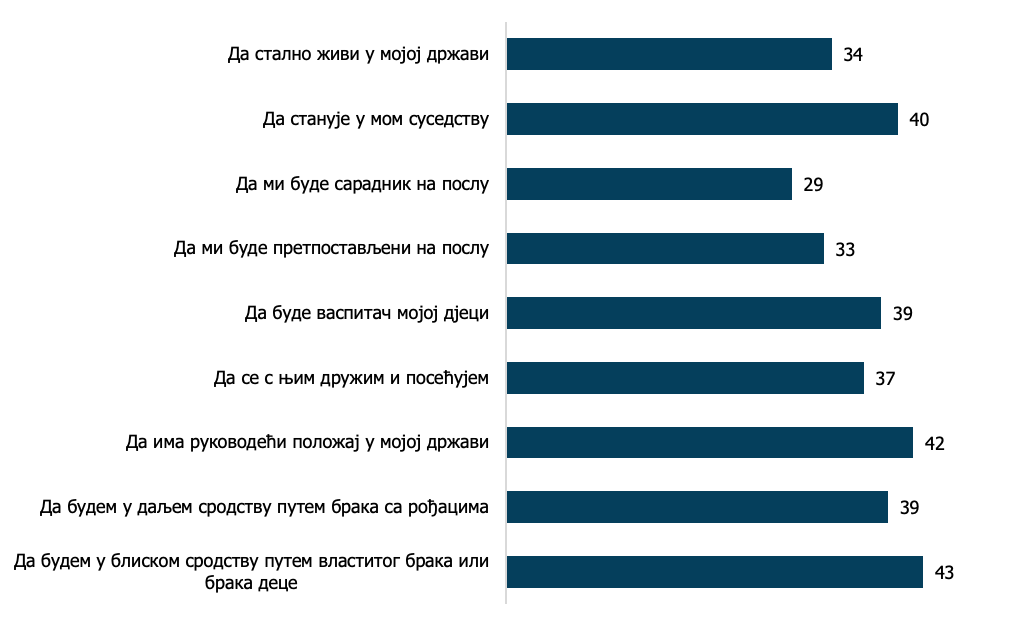 Да стално живи у мојој држави 34
Да станује у мом суседству 40
Да ми буде сарадник на послу 29
Да ми буде претпостављени на послу 33
Да буде васпитач мојој дјеци 39
Да се с њим дружим и посећујем 37
Да има руководећи положај у мојој држави 42
Да будем у даљем сродству путем брака са рођацима 39
Да будем у блиском сродству путем властитог брака или
брака деце 43